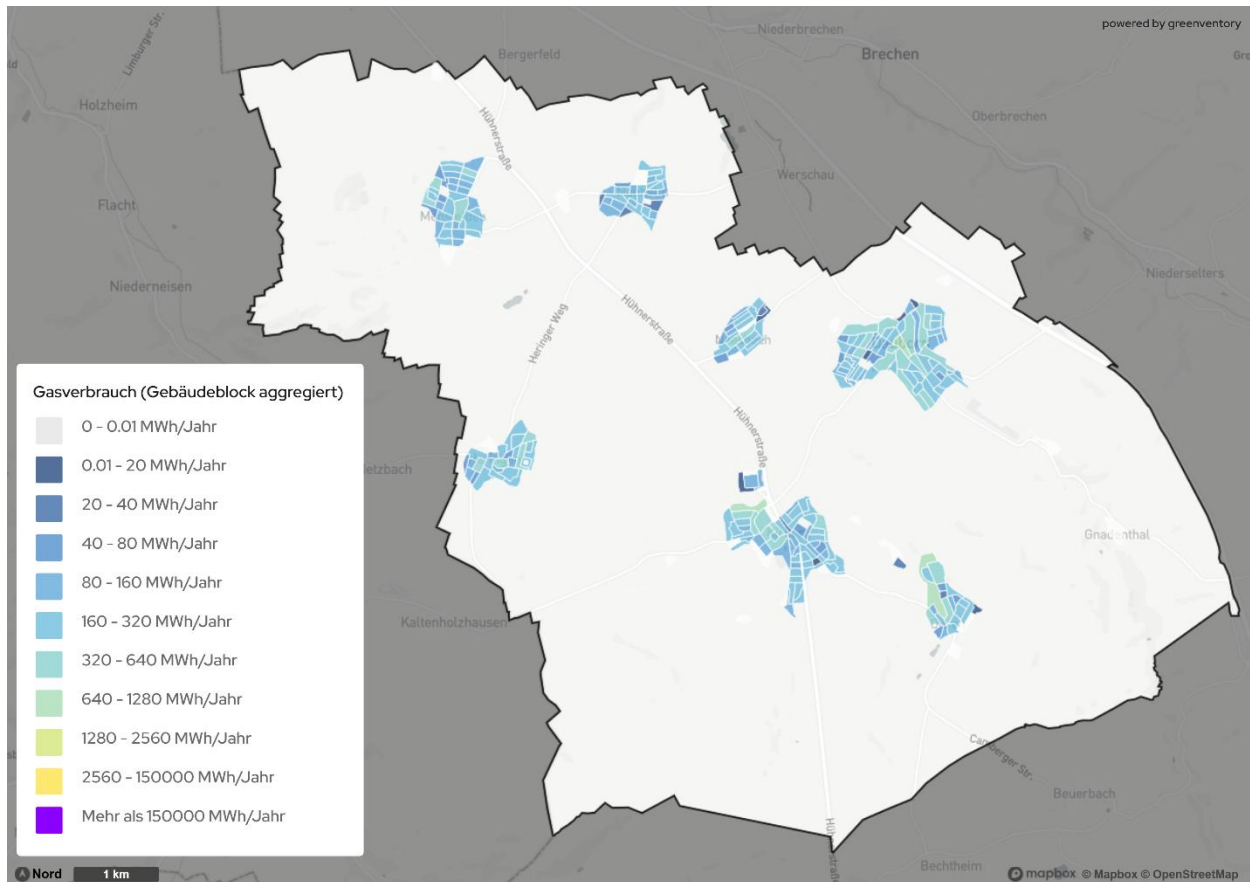 powered by greenventory
Niederbrechen
Bergerfeld
Brechen
Limburger Str.
Holzheim
Hühnerstraße
Oberbrechen
Werschau
Flacht
Niederneisen
Niederselters
Hühnerstraße
Heringer Weg
Hühnerstraße
Gasverbrauch (Gebäudeblock aggregiert)
0 - 0.01 MWh/Jahr
0.01 - 20 MWh/Jahr
20 - 40 MWh/Jahr
40 - 80 MWh/Jahr
80 - 160 MWh/Jahr
160 - 320 MWh/Jahr
320 - 640 MWh/Jahr
640 - 1280 MWh/Jahr
1280 - 2560 MWh/Jahr
2560 - 150000 MWh/Jahr
Mehr als 150000 MWh/Jahr
etzbach
Gnadenthal
Kaltenholzhausen
Camberger Str.
Beuerbach
Bechtheim
Nord
1 km
mapbox © Mapbox © OpenStreetMap